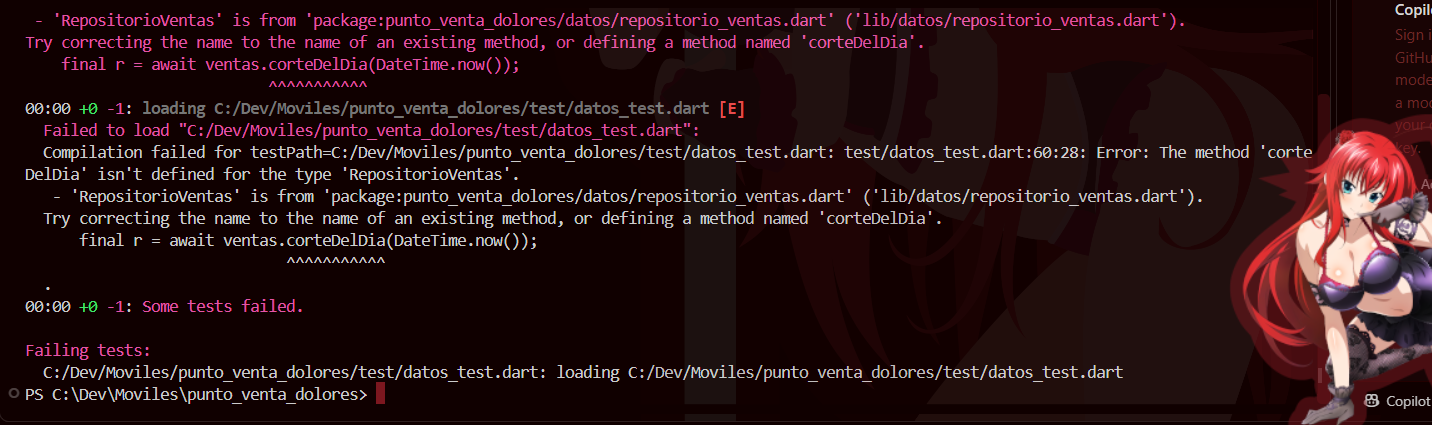 - 'RepositorioVentas' is from 'package:punto_venta_dolores/datos/repositorio_ventas.dart' ('lib/datos/repositorio_ventas.dart').
Try correcting the name to the name of an existing method, or defining a method named 'corteDelDia'.
final r = await ventas.corteDelDia(DateTime.now());
^^^^^^^^^^^
00:00 +0 -1: loading C:/Dev/Moviles/punto_venta_dolores/test/datos_test.dart [E]
Failed to load "C:/Dev/Moviles/punto_venta_dolores/test/datos_test.dart":
Compilation failed for testPath=C:/Dev/Moviles/punto_venta_dolores/test/datos_test.dart: test/datos_test.dart:60:28: Error: The method 'corte
DelDia' isn't defined for the type 'RepositorioVentas'.
- 'RepositorioVentas' is from 'package:punto_venta_dolores/datos/repositorio_ventas.dart' ('lib/datos/repositorio_ventas.dart').
Try correcting the name to the name of an existing method, or defining a method named 'corteDelDia'.
final r = await ventas.corteDelDia(DateTime.now());
^^^^^^^^^^^
.
00:00 +0 -1: Some tests failed.
Failing tests:
C:/Dev/Moviles/punto_venta_dolores/test/datos_test.dart: loading C:/Dev/Moviles/punto_venta_dolores/test/datos_test.dart
PS C:\Dev\Moviles\punto_venta_dolores>
Copil
Sign i
GitHu
mode
a mo
your
key.
Copilot